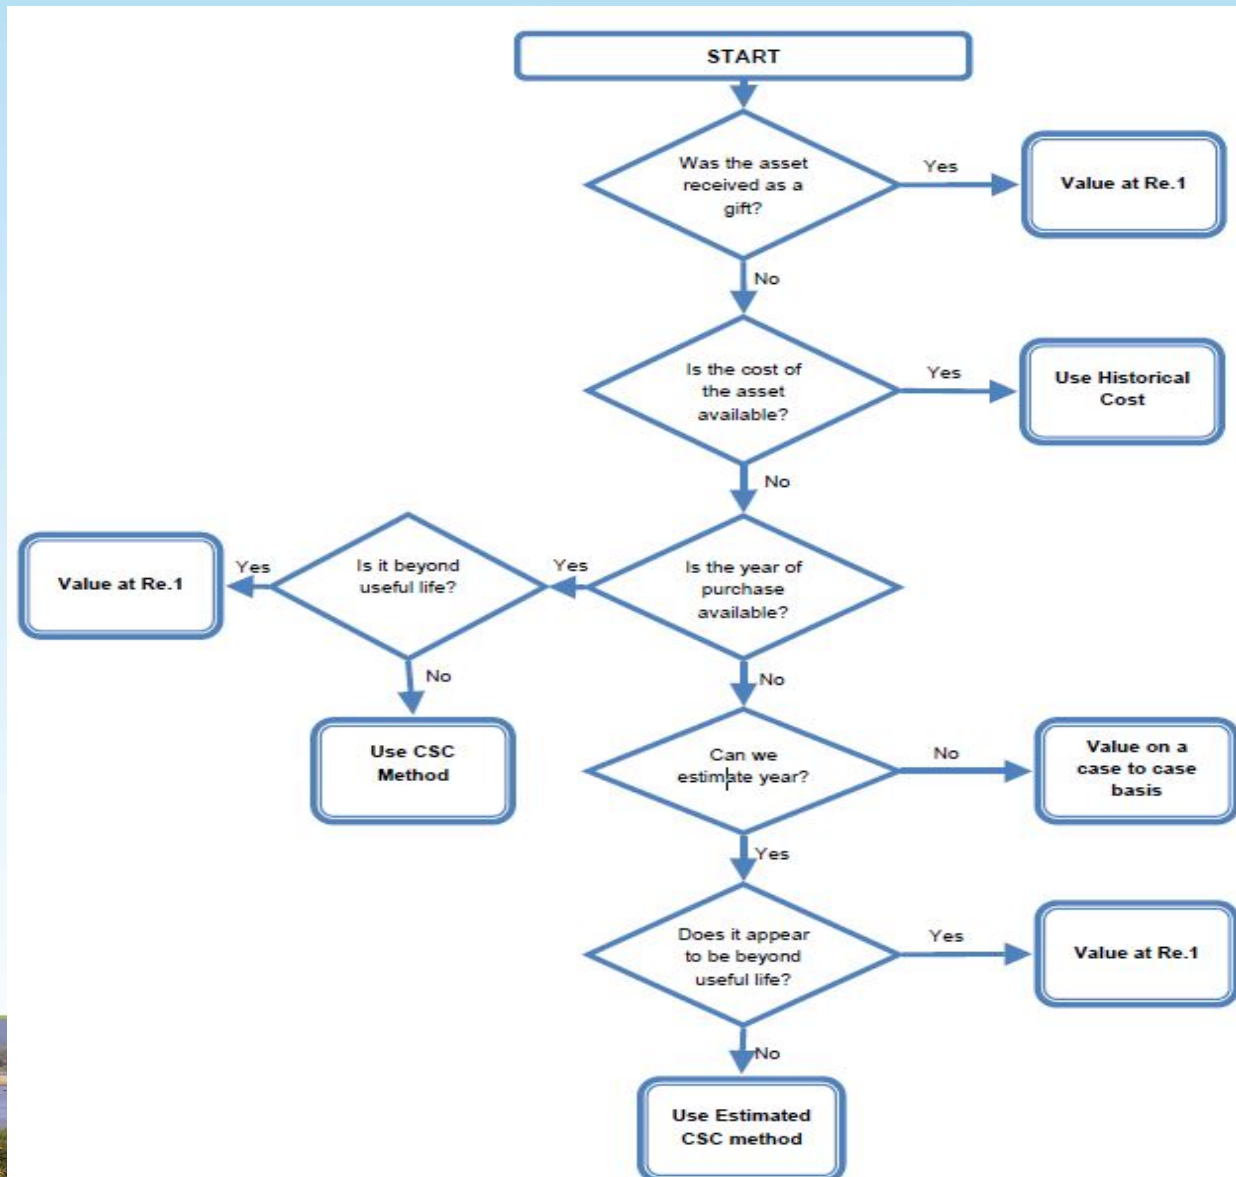 START
Was the asset
received as a
gift?
Yes
Value at Re.1
No
Is the cost of
the asset
available?
Yes
Use Historical
Cost
No
Is the year of
purchase
available?
Yes
Is it beyond
useful life?
Yes
Value at Re.1
No
Use CSC
Method
No
Can we
estimate year?
No
Value on a
case to case
basis
Yes
Does it appear
to be beyond
useful life?
Yes
Value at Re.1
No
Use Estimated
CSC method